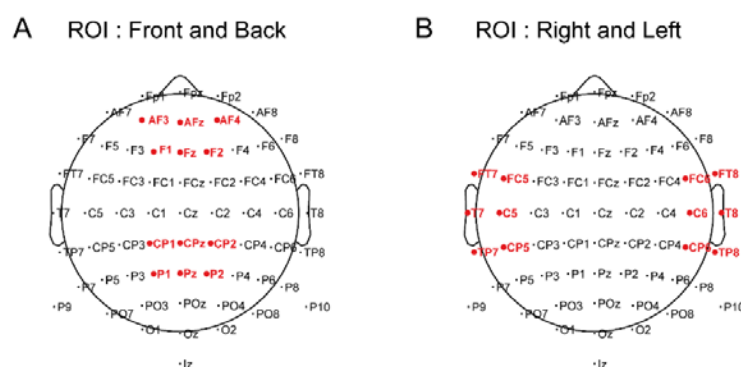 A ROI : Front and Back
Fp1 Fpz Fp2
AF7 AF3 AFz AF4 AF8
F7 F5 F3 F1 Fz F2 F4 F6 F8
FT7 FC5 FC3 FC1 FCz FC2 FC4 FC6 FT8
T7 C5 C3 C1 Cz C2 C4 C6 T8
TP7 CP5 CP3 CP1 CPz CP2 CP4 CP6 TP8
P9 P7 P5 P3 P1 Pz P2 P4 P6 P8 P10
PO7 PO3 POz PO4 PO8
O1 Oz O2
Iz
B ROI : Right and Left
Fp1 Fpz Fp2
AF7 AF3 AFz AF4 AF8
F7 F5 F3 F1 Fz F2 F4 F6 F8
FT7 FC5 FC3 FC1 FCz FC2 FC4 FC6 FT8
T7 C5 C3 C1 Cz C2 C4 C6 T8
TP7 CP5 CP3 CP1 CPz CP2 CP4 CP6 TP8
P9 P7 P5 P3 P1 Pz P2 P4 P6 P8 P10
PO7 PO3 POz PO4 PO8
O1 Oz O2
Iz